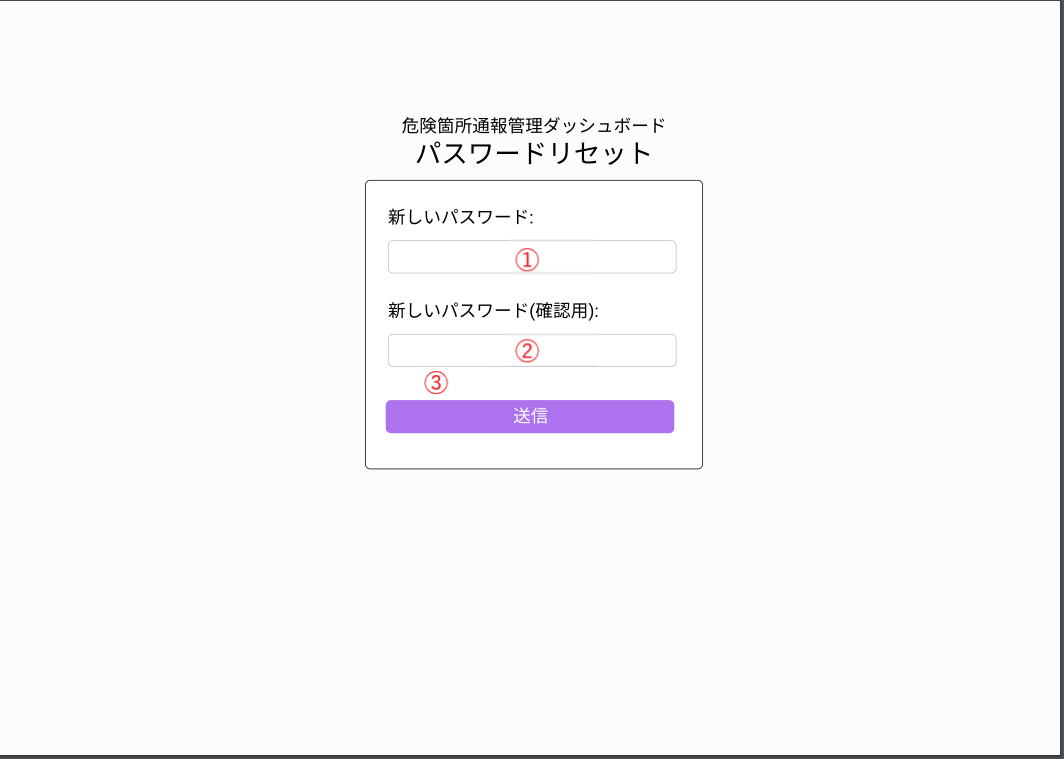 危険箇所通報管理ダッシュボード
パスワードリセット
新しいパスワード:
①
新しいパスワード(確認用):
②
③
送信